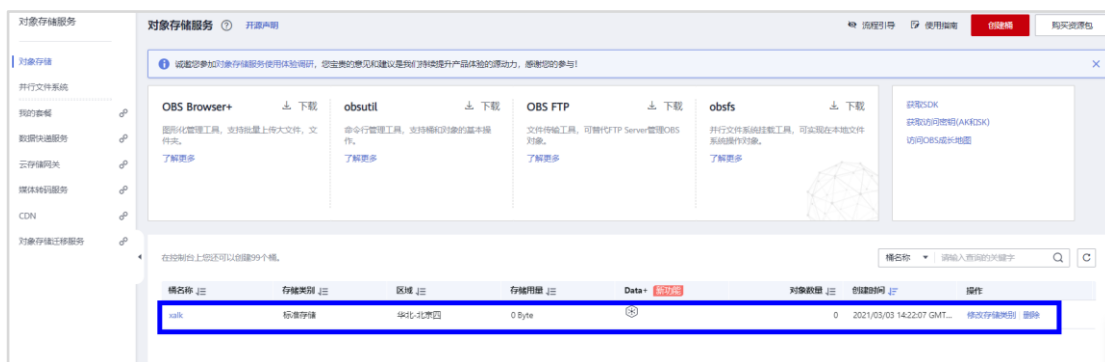 对象存储服务
对象存储
并行文件系统
我的套餐
数据快递服务
云存储网关
媒体转码服务
CDN
对象存储迁移服务
对象存储服务 ? 开源声明
流程引导 使用指南 创建桶 购买资源包
诚邀您参加对象存储服务使用体验调研，您宝贵的意见和建议是我们持续提升产品体验的源动力，感谢您的参与！
OBS Browser+ 下载
图形化管理工具，支持批量上传大文件、文
件夹。
了解更多
obsutil 下载
命令行管理工具，支持桶和对象的基本操
作。
了解更多
OBS FTP 下载
文件传输工具，可替代FTP Server管理OBS
对象。
了解更多
obsfs 下载
并行文件系统挂载工具，可实现在本地文件
系统操作对象。
了解更多
获取SDK
获取访问密钥(AK和SK)
访问OBS成长地图
在控制台上您还可以创建99个桶。
桶名称 请输入查询的关键字
桶名称 存储类别 区域 存储用量 Data+ 新功能 对象数量 创建时间 操作
xalk 标准存储 华北-北京四 0 Byte 0 2021/03/03 14:22:07 GMT... 修改存储类别 删除